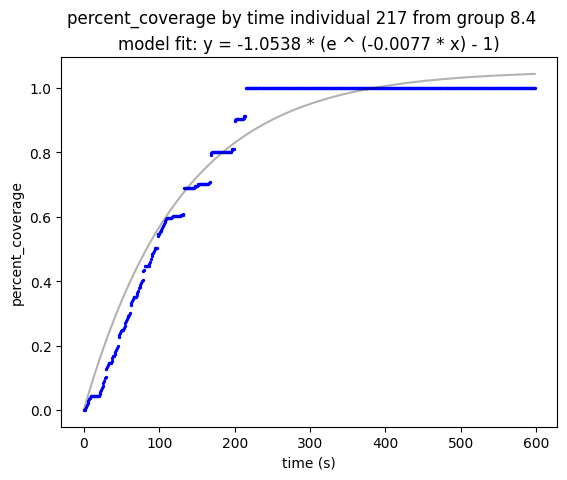 percent_coverage by time individual 217 from group 8.4
model fit: y = -1.0538 * (e ^ (-0.0077 * x) - 1)
percent_coverage
1.0
0.8
0.6
0.4
0.2
0.0
0 100 200 300 400 500 600
time (s)